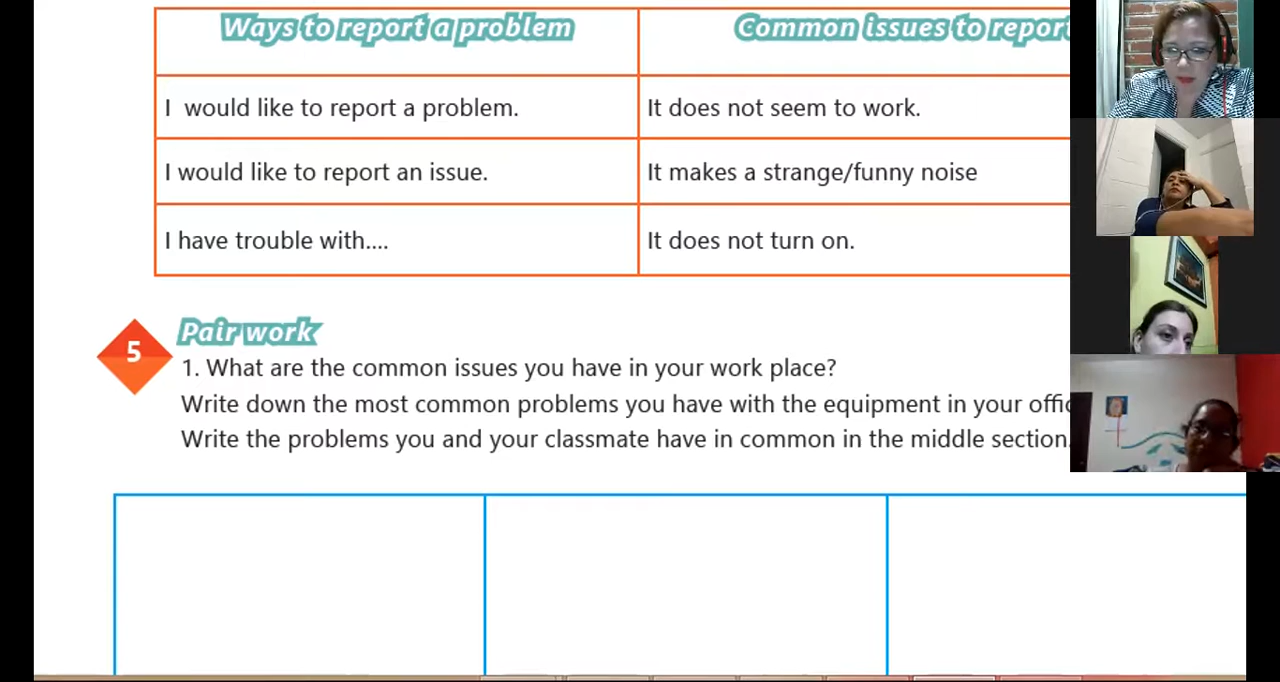 Ways to report a problem
Common issues to report
I would like to report a problem.
It does not seem to work.
I would like to report an issue.
It makes a strange/funny noise
I have trouble with....
It does not turn on.
5
Pair work
1. What are the common issues you have in your work place?
Write down the most common problems you have with the equipment in your
Write the problems you and your classmate have in common in the middle section.